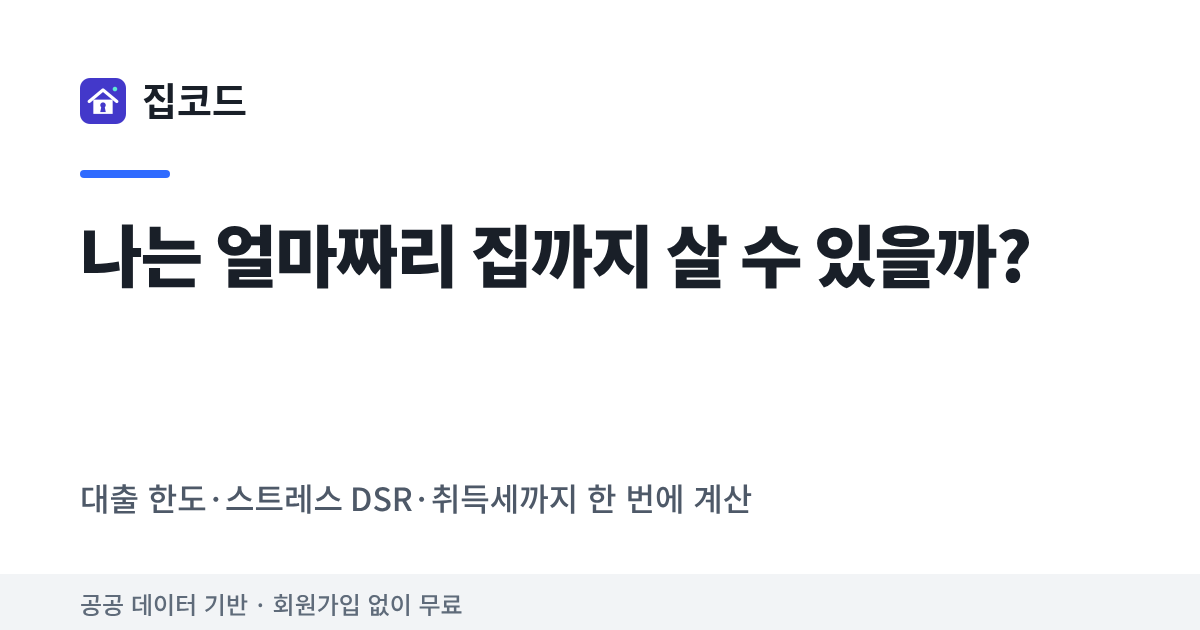 집코드
나는 얼마짜리 집까지 살 수 있을까?
대출 한도·스트레스 DSR·취득세까지 한 번에 계산
공공 데이터 기반 · 회원가입 없이 무료